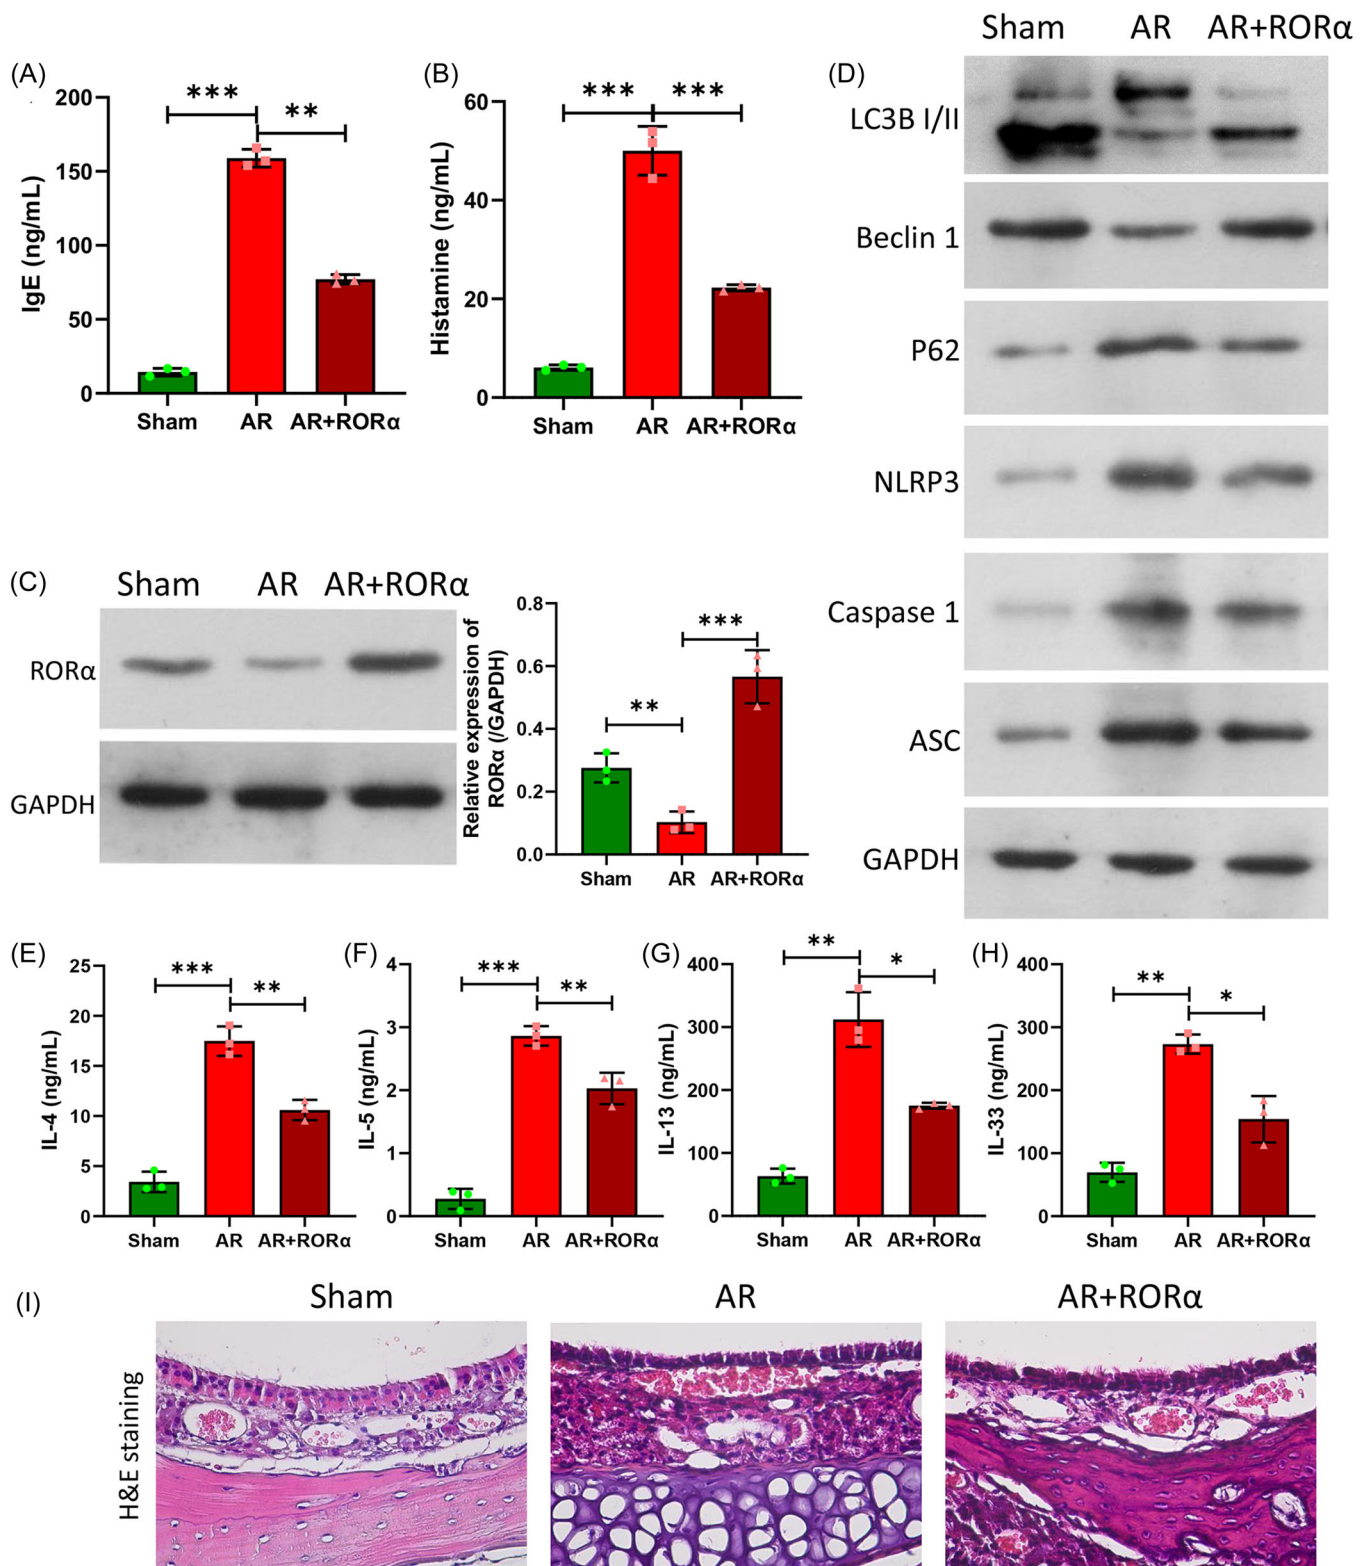 Sham AR AR+RORα
(A) (B) (D)
200
150
100
50
0
IgE (ng/mL)
*** **
Sham AR AR+RORα
60
40
20
0
Histamine (ng/mL)
*** ***
Sham AR AR+RORα
LC3B I/II
Beclin 1
P62
NLRP3
Caspase 1
ASC
GAPDH
(C)
Sham AR AR+RORα
RORα
GAPDH
Relative expression of
RORα (/GAPDH)
0.8
0.6
0.4
0.2
0.0
** ***
Sham AR AR+RORα
(E)
IL-4 (ng/mL)
25
20
15
10
5
0
*** **
Sham AR AR+RORα
(F)
IL-5 (ng/mL)
4
3
2
1
0
*** **
Sham AR AR+RORα
(G)
IL-13 (ng/mL)
400
300
200
100
0
** *
Sham AR AR+RORα
(H)
IL-33 (ng/mL)
400
300
200
100
0
** *
Sham AR AR+RORα
(I)
Sham AR AR+RORα
H&E staining